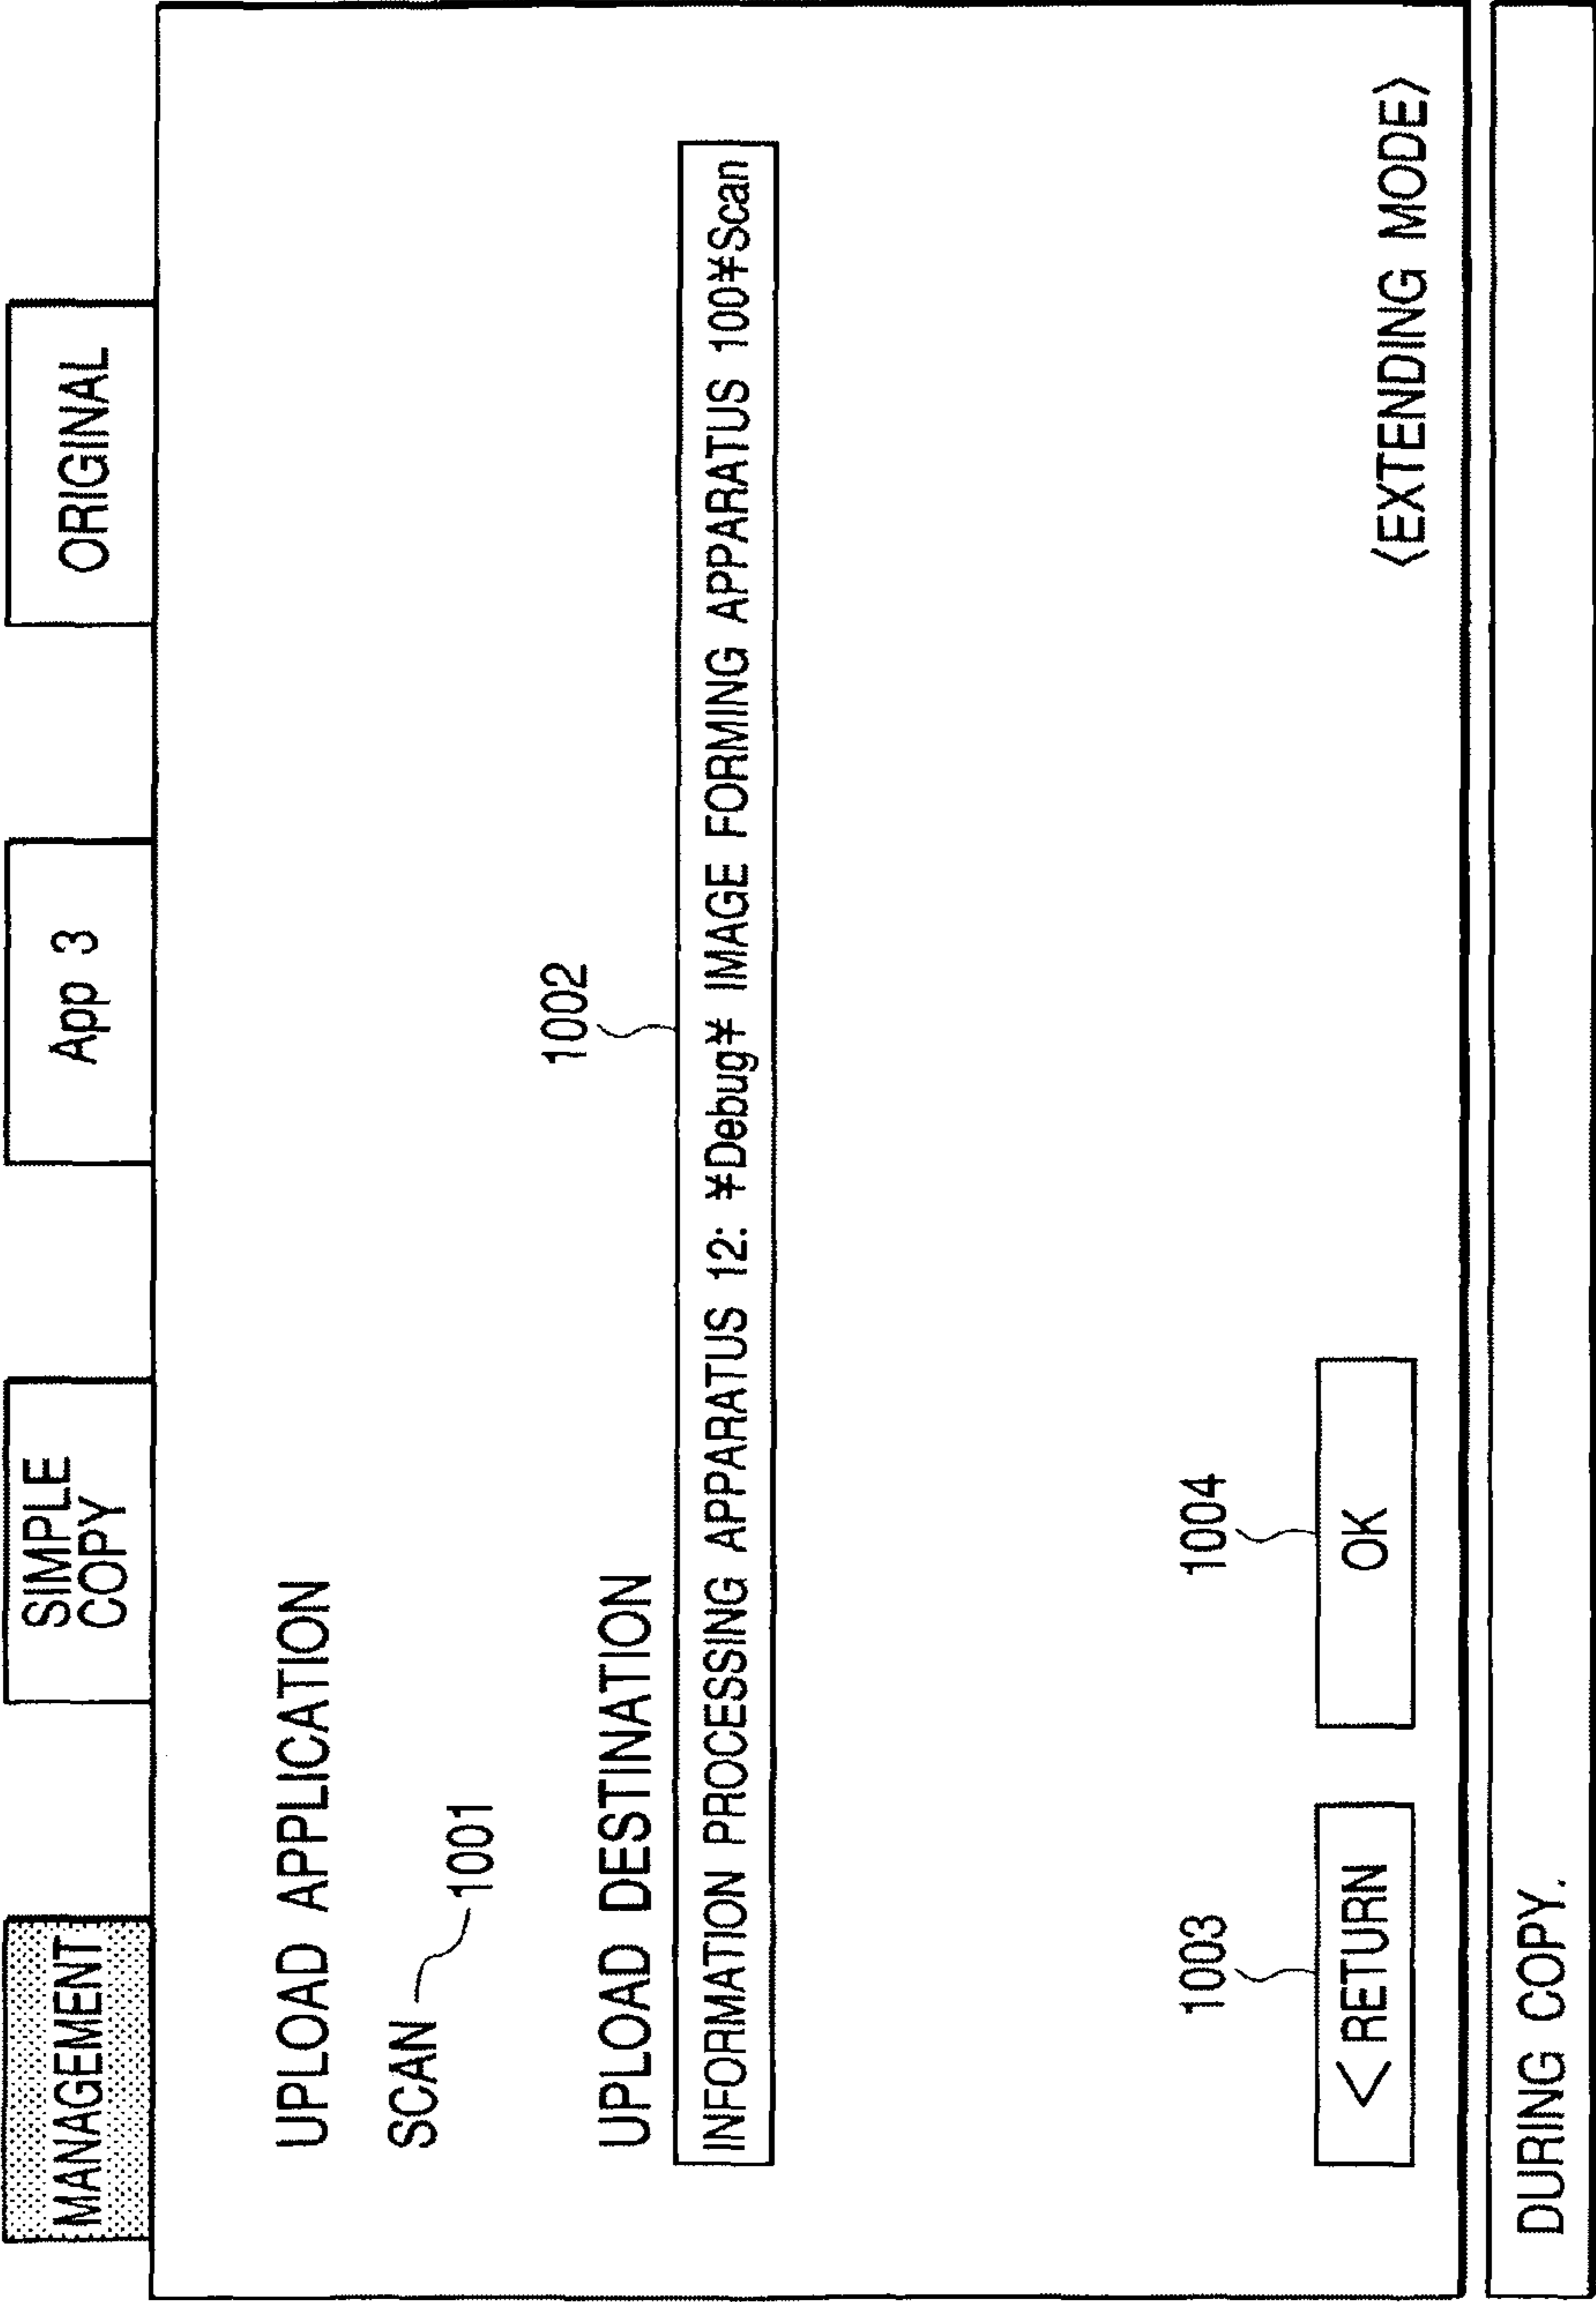 MANAGEMENT
SIMPLE
COPY
App 3
ORIGINAL
UPLOAD APPLICATION
SCAN 1001
UPLOAD DESTINATION
1002
INFORMATION PROCESSING APPARATUS 12: ¥Debug¥ IMAGE FORMING APPARATUS 100¥Scan
1003
1004
< RETURN
OK
<EXTENDING MODE>
DURING COPY.